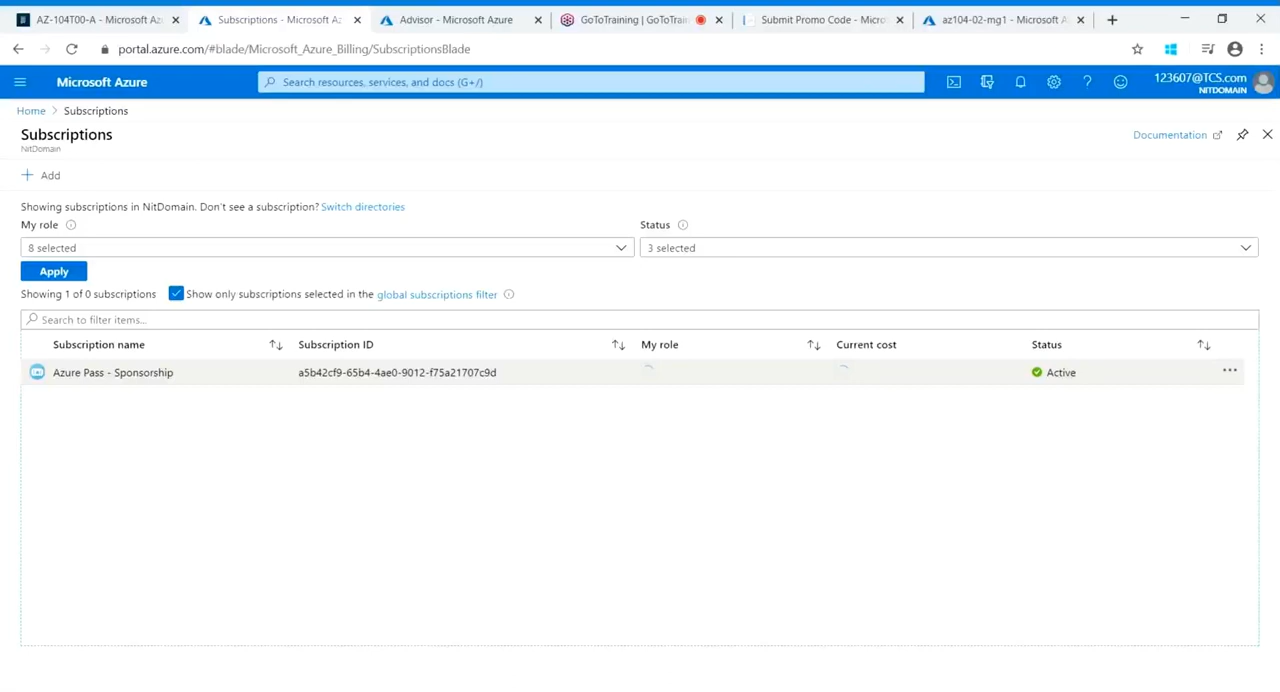 AZ-104T00-A - Microsoft Az
Subscriptions - Microsoft A
Advisor - Microsoft Azure
GoToTraining | GoToTrain
Submit Promo Code - Micro
az104-02-mg1 - Microsoft A
portal.azure.com/#blade/Microsoft_Azure_Billing/SubscriptionsBlade
Microsoft Azure
Search resources, services, and docs (G+/)
123607@TCS.com
NITDOMAIN
Home > Subscriptions
Subscriptions
NitDomain
Documentation
Add
Showing subscriptions in NitDomain. Don't see a subscription? Switch directories
My role
Status
8 selected
3 selected
Apply
Showing 1 of 0 subscriptions
Show only subscriptions selected in the global subscriptions filter
Search to filter items...
Subscription name
Subscription ID
My role
Current cost
Status
Azure Pass - Sponsorship
a5b42cf9-65b4-4ae0-9012-f75a21707c9d
Active